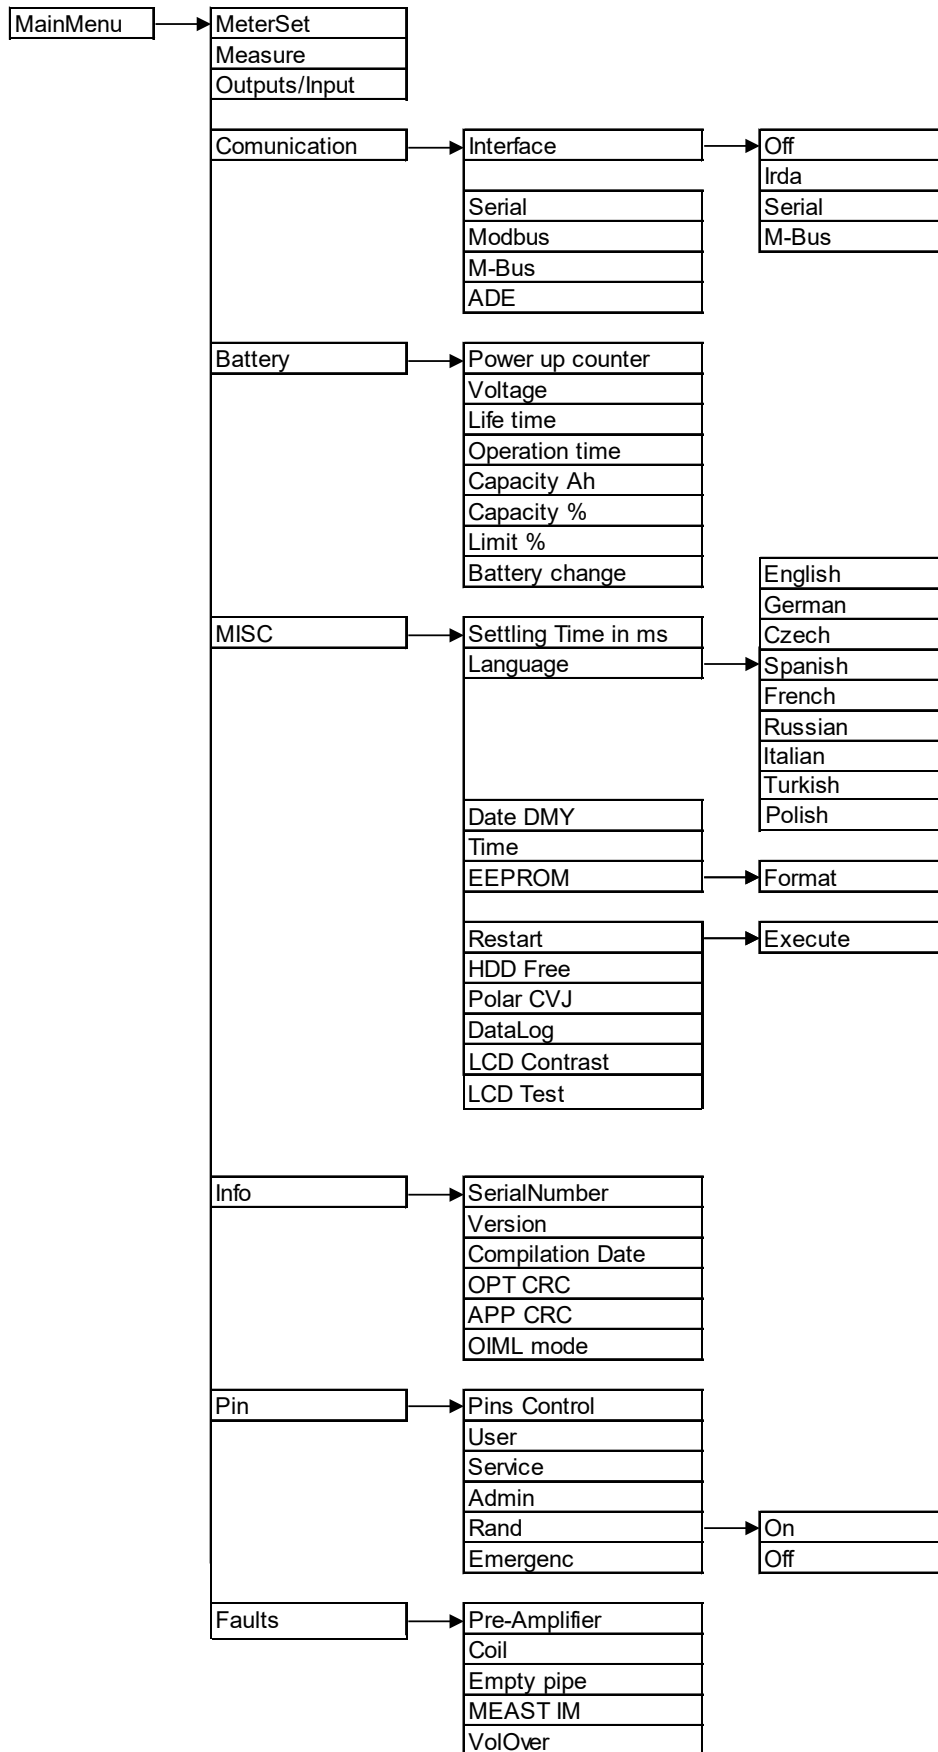 MainMenu
MeterSet
Measure
Outputs/Input
Comunication
Interface
Off
Irda
Serial
M-Bus
Serial
Modbus
M-Bus
ADE
Battery
Power up counter
Voltage
Life time
Operation time
Capacity Ah
Capacity %
Limit %
Battery change
MISC
Settling Time in ms
Language
English
German
Czech
Spanish
French
Russian
Italian
Turkish
Polish
Date DMY
Time
EEPROM
Format
Restart
Execute
HDD Free
Polar CVJ
DataLog
LCD Contrast
LCD Test
Info
SerialNumber
Version
Compilation Date
OPT CRC
APP CRC
OIML mode
Pin
Pins Control
User
Service
Admin
Rand
On
Off
Emergenc
Faults
Pre-Amplifier
Coil
Empty pipe
MEAST IM
VolOver